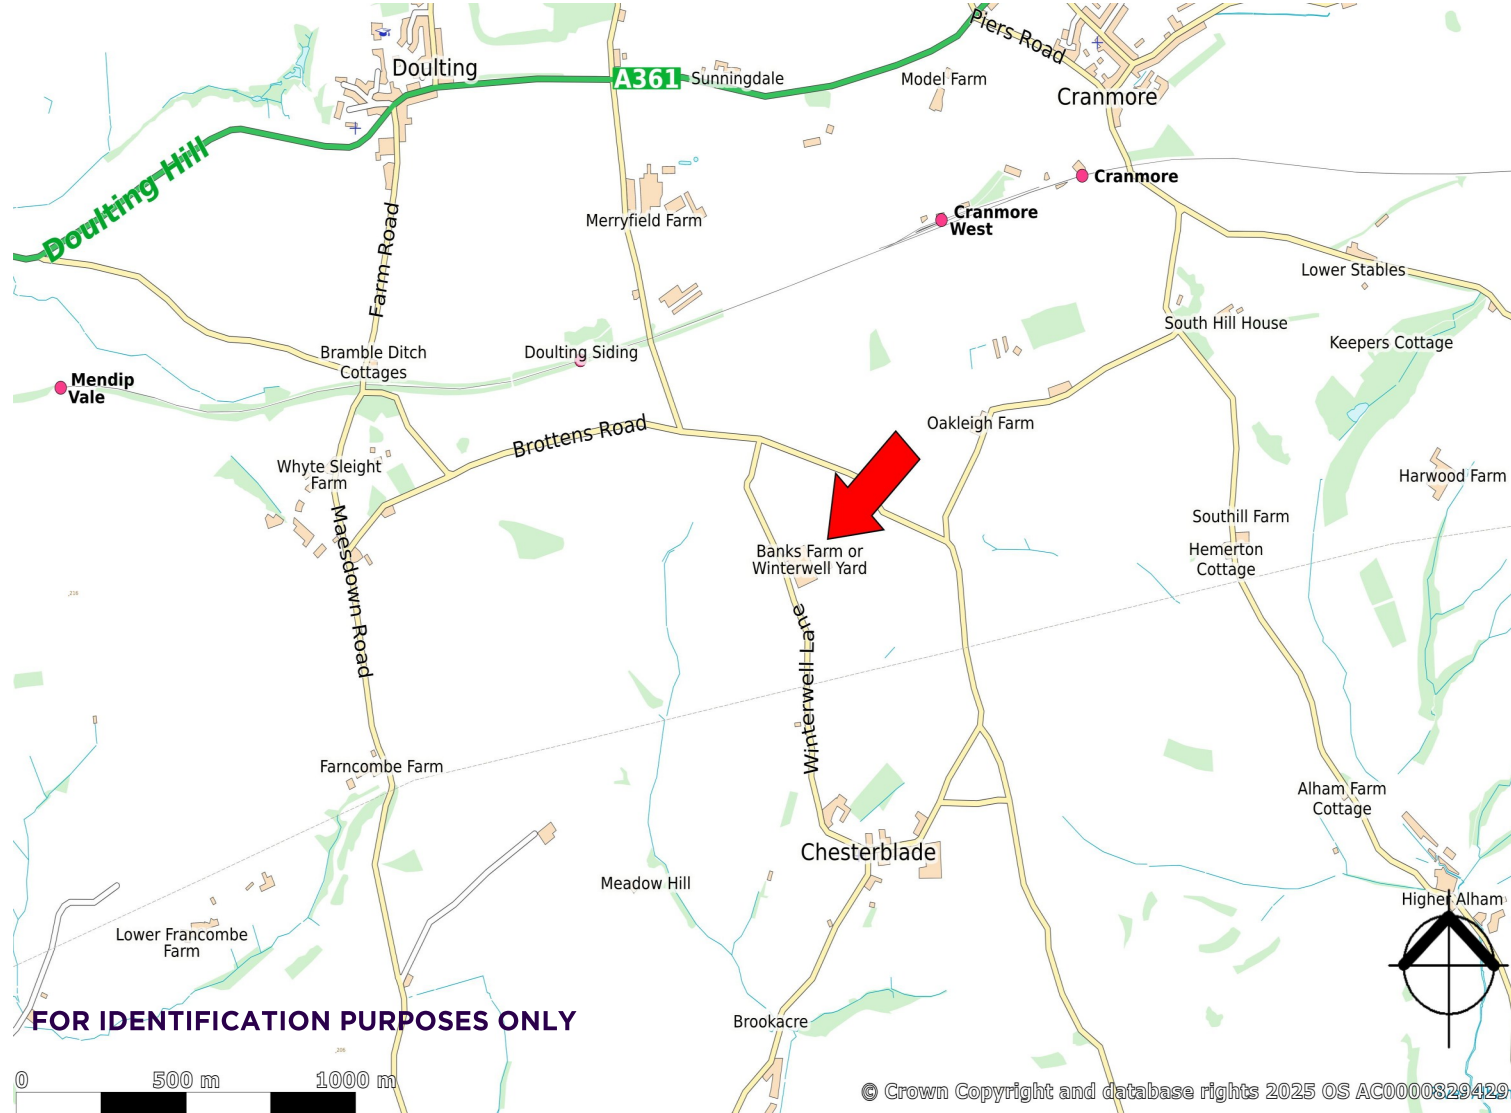 Piers Road
Doulting
A361
Sunningdale
Model Farm
Cranmore
Doulting Hill
Cranmore
Farm Road
Merryfield Farm
Cranmore
West
Lower Stables
South Hill House
Keepers Cottage
Bramble Ditch
Cottages
Doulting Siding
Mendip
Vale
Oakleigh Farm
Brottens Road
Whyte Sleight
Farm
Harwood Farm
Southill Farm
Maesdown Road
Banks Farm or
Winterwell Yard
Hemerton
Cottage
216
Winterwell Lane
Farncombe Farm
Alham Farm
Cottage
Chesterblade
Meadow Hill
Higher Alham
Lower Francombe
Farm
FOR IDENTIFICATION PURPOSES ONLY
Brookacre
206
0 500 m 1000 m
© Crown Copyright and database rights 2025 OS AC0000829429